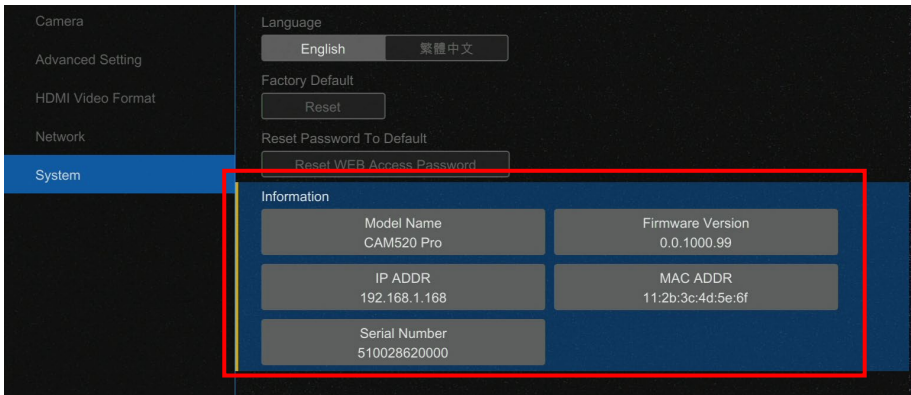 Camera
Advanced Setting
HDMI Video Format
Network
System
Language
English
繁體中文
Factory Default
Reset
Reset Password To Default
Reset WEB Access Password
Information
Model Name
CAM520 Pro
Firmware Version
0.0.1000.99
IP ADDR
192.168.1.168
MAC ADDR
11:2b:3c:4d:5e:6f
Serial Number
510028620000